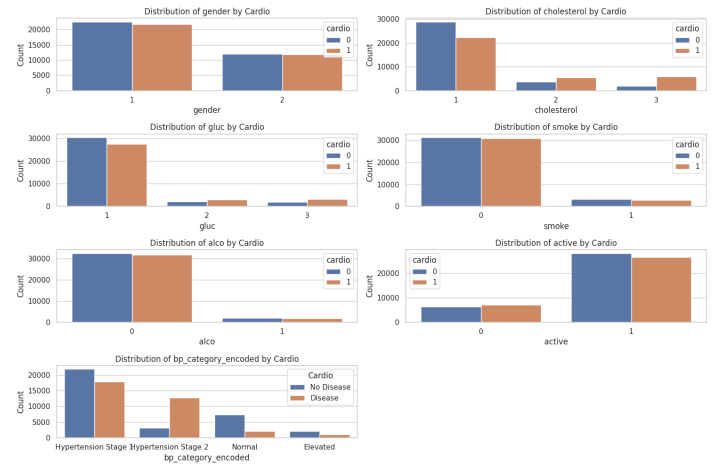 Distribution of gender by Cardio
Count
20000
15000
10000
5000
0
cardio
0
1
1
2
gender
Distribution of cholesterol by Cardio
Count
30000
20000
10000
0
cardio
0
1
1
2
3
cholesterol
Distribution of gluc by Cardio
Count
30000
20000
10000
0
cardio
0
1
1
2
3
gluc
Distribution of smoke by Cardio
Count
30000
20000
10000
0
cardio
0
1
0
1
smoke
Distribution of alco by Cardio
Count
30000
20000
10000
0
cardio
0
1
0
1
alco
Distribution of active by Cardio
Count
20000
10000
0
cardio
0
1
0
1
active
Distribution of bp_category_encoded by Cardio
Count
20000
15000
10000
5000
0
Cardio
No Disease
Disease
Hypertension Stage 1
Hypertension Stage 2
Normal
Elevated
bp_category_encoded